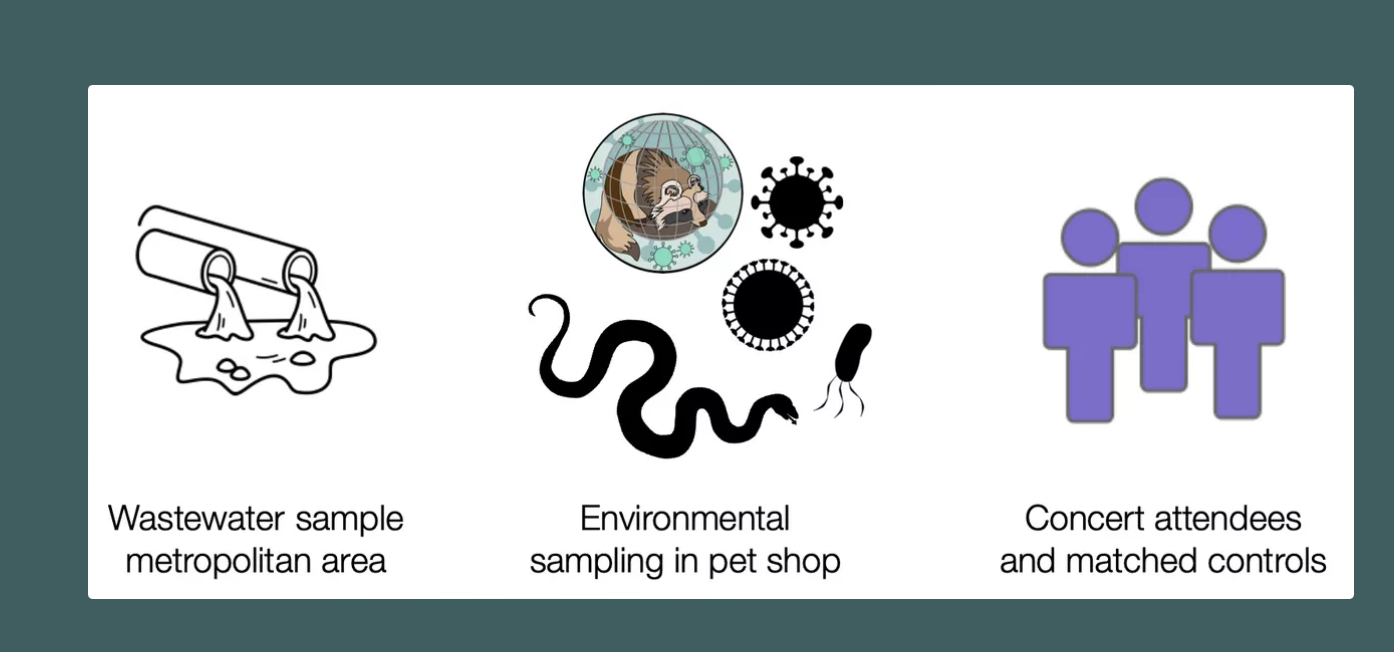 Wastewater sample
metropolitan area
Environmental
sampling in pet shop
Concert attendees
and matched controls